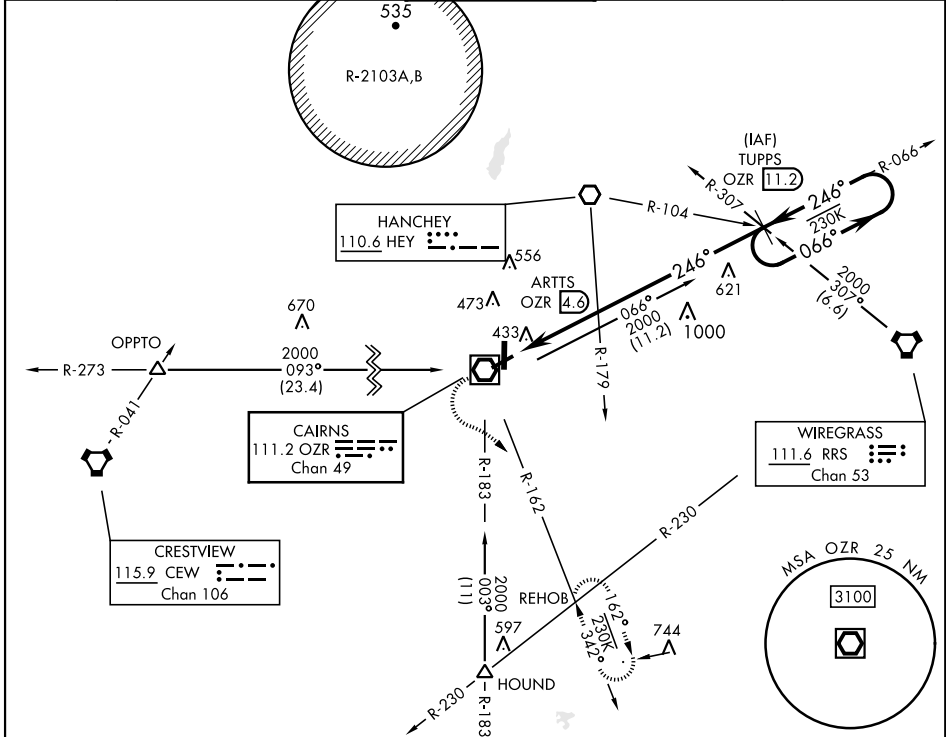 535
R-2103A,B
(IAF)
TUPPS
OZR 11.2
R-066
R-307
246°
230K
066°
R-104
HANCHEY
110.6 HEY
556
246°
ARTTS
OZR 4.6
473
066°
2000
(11.2)
621
1000
2000
307°
(6.6)
670
433
OPPTO
R-273
2000
093°
(23.4)
R-179
R-041
CAIRNS
111.2 OZR
Chan 49
WIREGRASS
111.6 RRS
Chan 53
R-183
R-162
R-230
CRESTVIEW
115.9 CEW
Chan 106
2000
003°
(11)
REHOB
162°
230K
342°
597
744
HOUND
R-230
R-183
MSA OZR 25 NM
3100